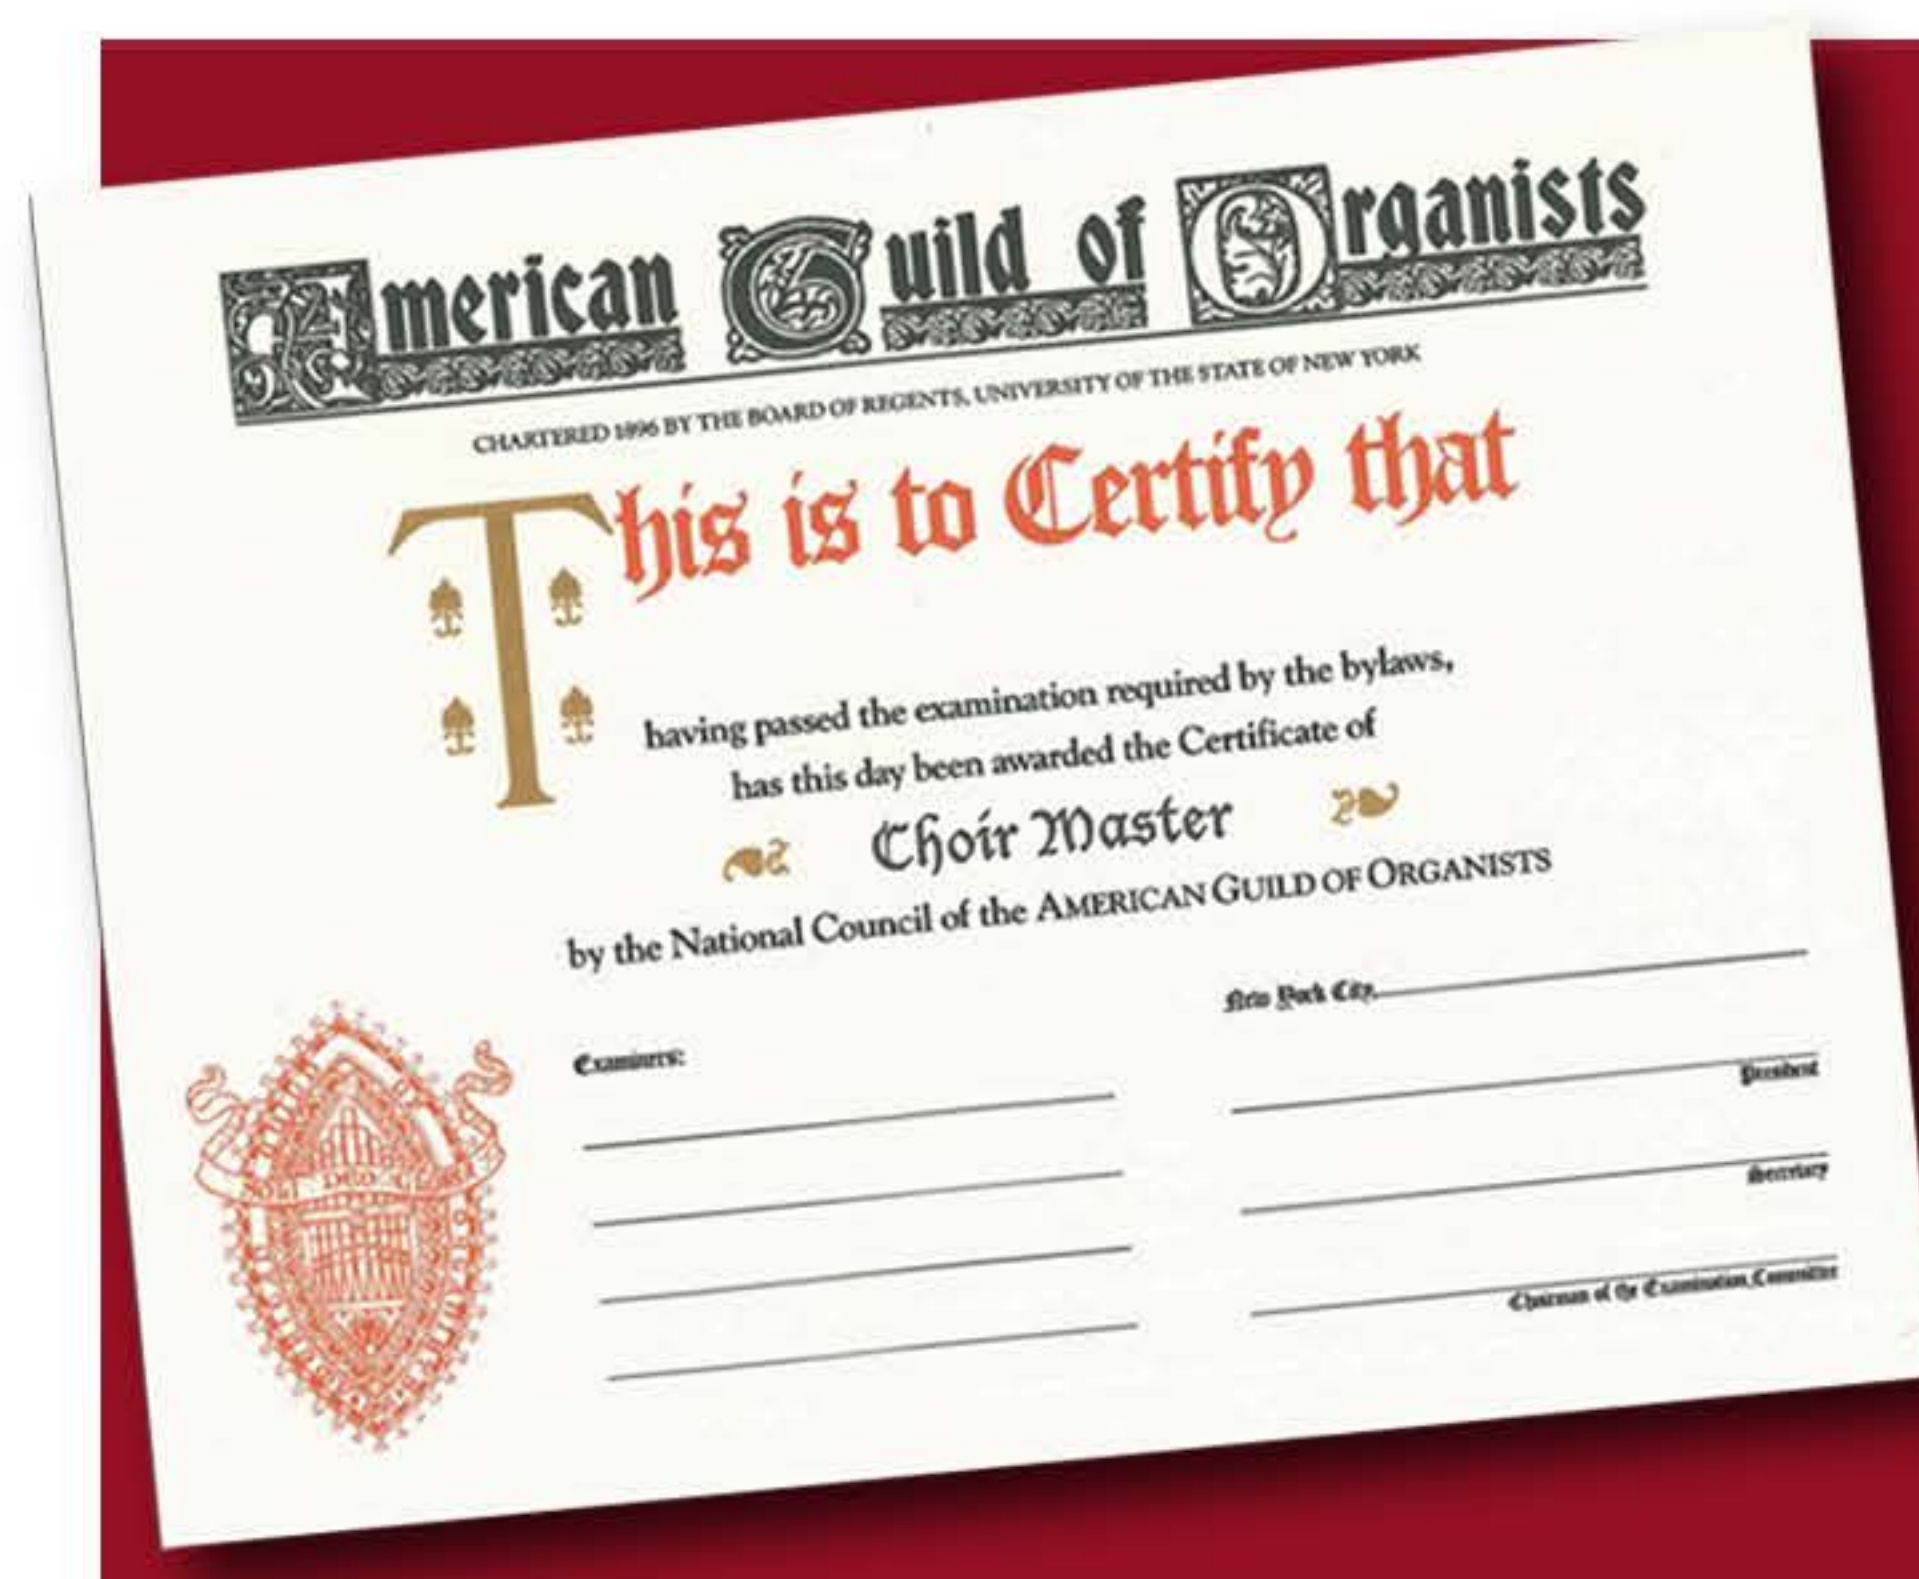 American Guild of Organists
CHARTERED 1896 BY THE BOARD OF REGENTS, UNIVERSITY OF THE STATE OF NEW YORK
This is to Certify that
having passed the examination required by the bylaws,
has this day been awarded the Certificate of
Choir Master
by the National Council of the AMERICAN GUILD OF ORGANISTS
New York City,
Examiners:
President
Secretary
Chairman of the Examination Committee
SOLI DEO GLORIA